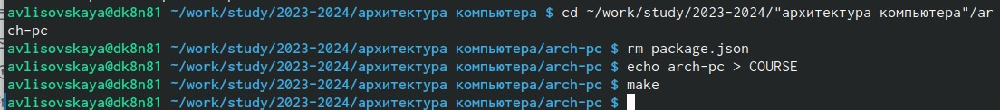 avlisovskaya@dk8n81 ~/work/study/2023-2024/архитектура компьютера $ cd ~/work/study/2023-2024/"архитектура компьютера"/ar
ch-pc
avlisovskaya@dk8n81 ~/work/study/2023-2024/архитектура компьютера/arch-pc $ rm package.json
avlisovskaya@dk8n81 ~/work/study/2023-2024/архитектура компьютера/arch-pc $ echo arch-pc > COURSE
avlisovskaya@dk8n81 ~/work/study/2023-2024/архитектура компьютера/arch-pc $ make
avlisovskaya@dk8n81 ~/work/study/2023-2024/архитектура компьютера/arch-pc $